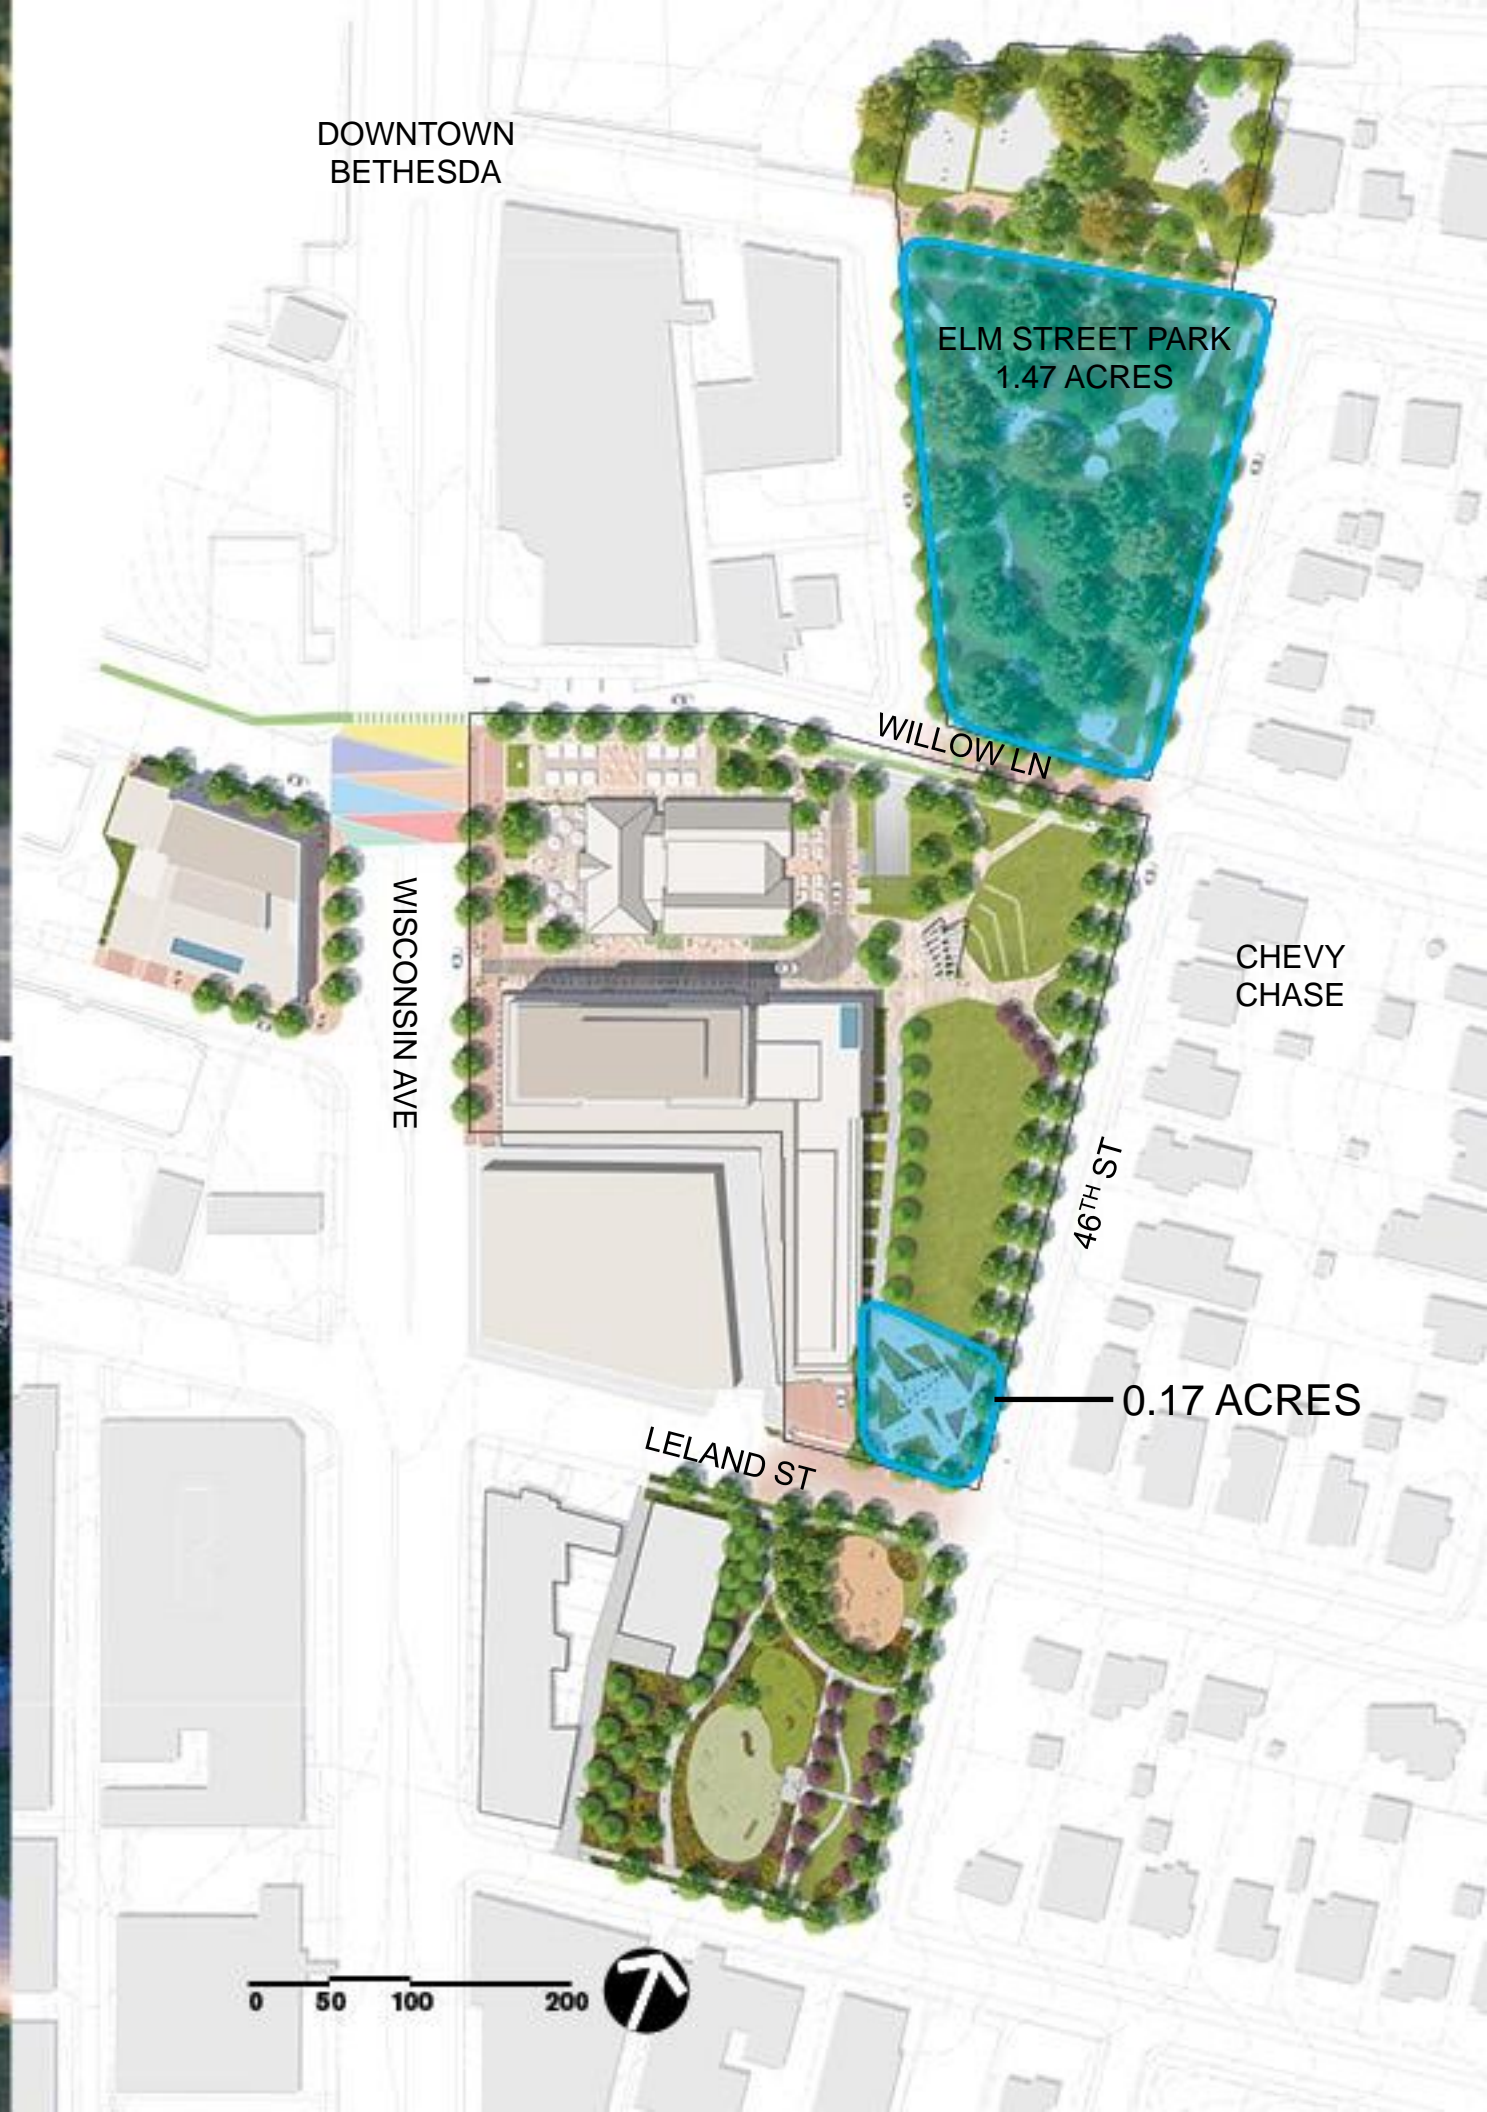 DOWNTOWN
BETHESDA
ELM STREET PARK
1.47 ACRES
WILLOW LN
WISCONSIN AVE
CHEVY
CHASE
46TH ST
0.17 ACRES
LELAND ST
0 50 100 200